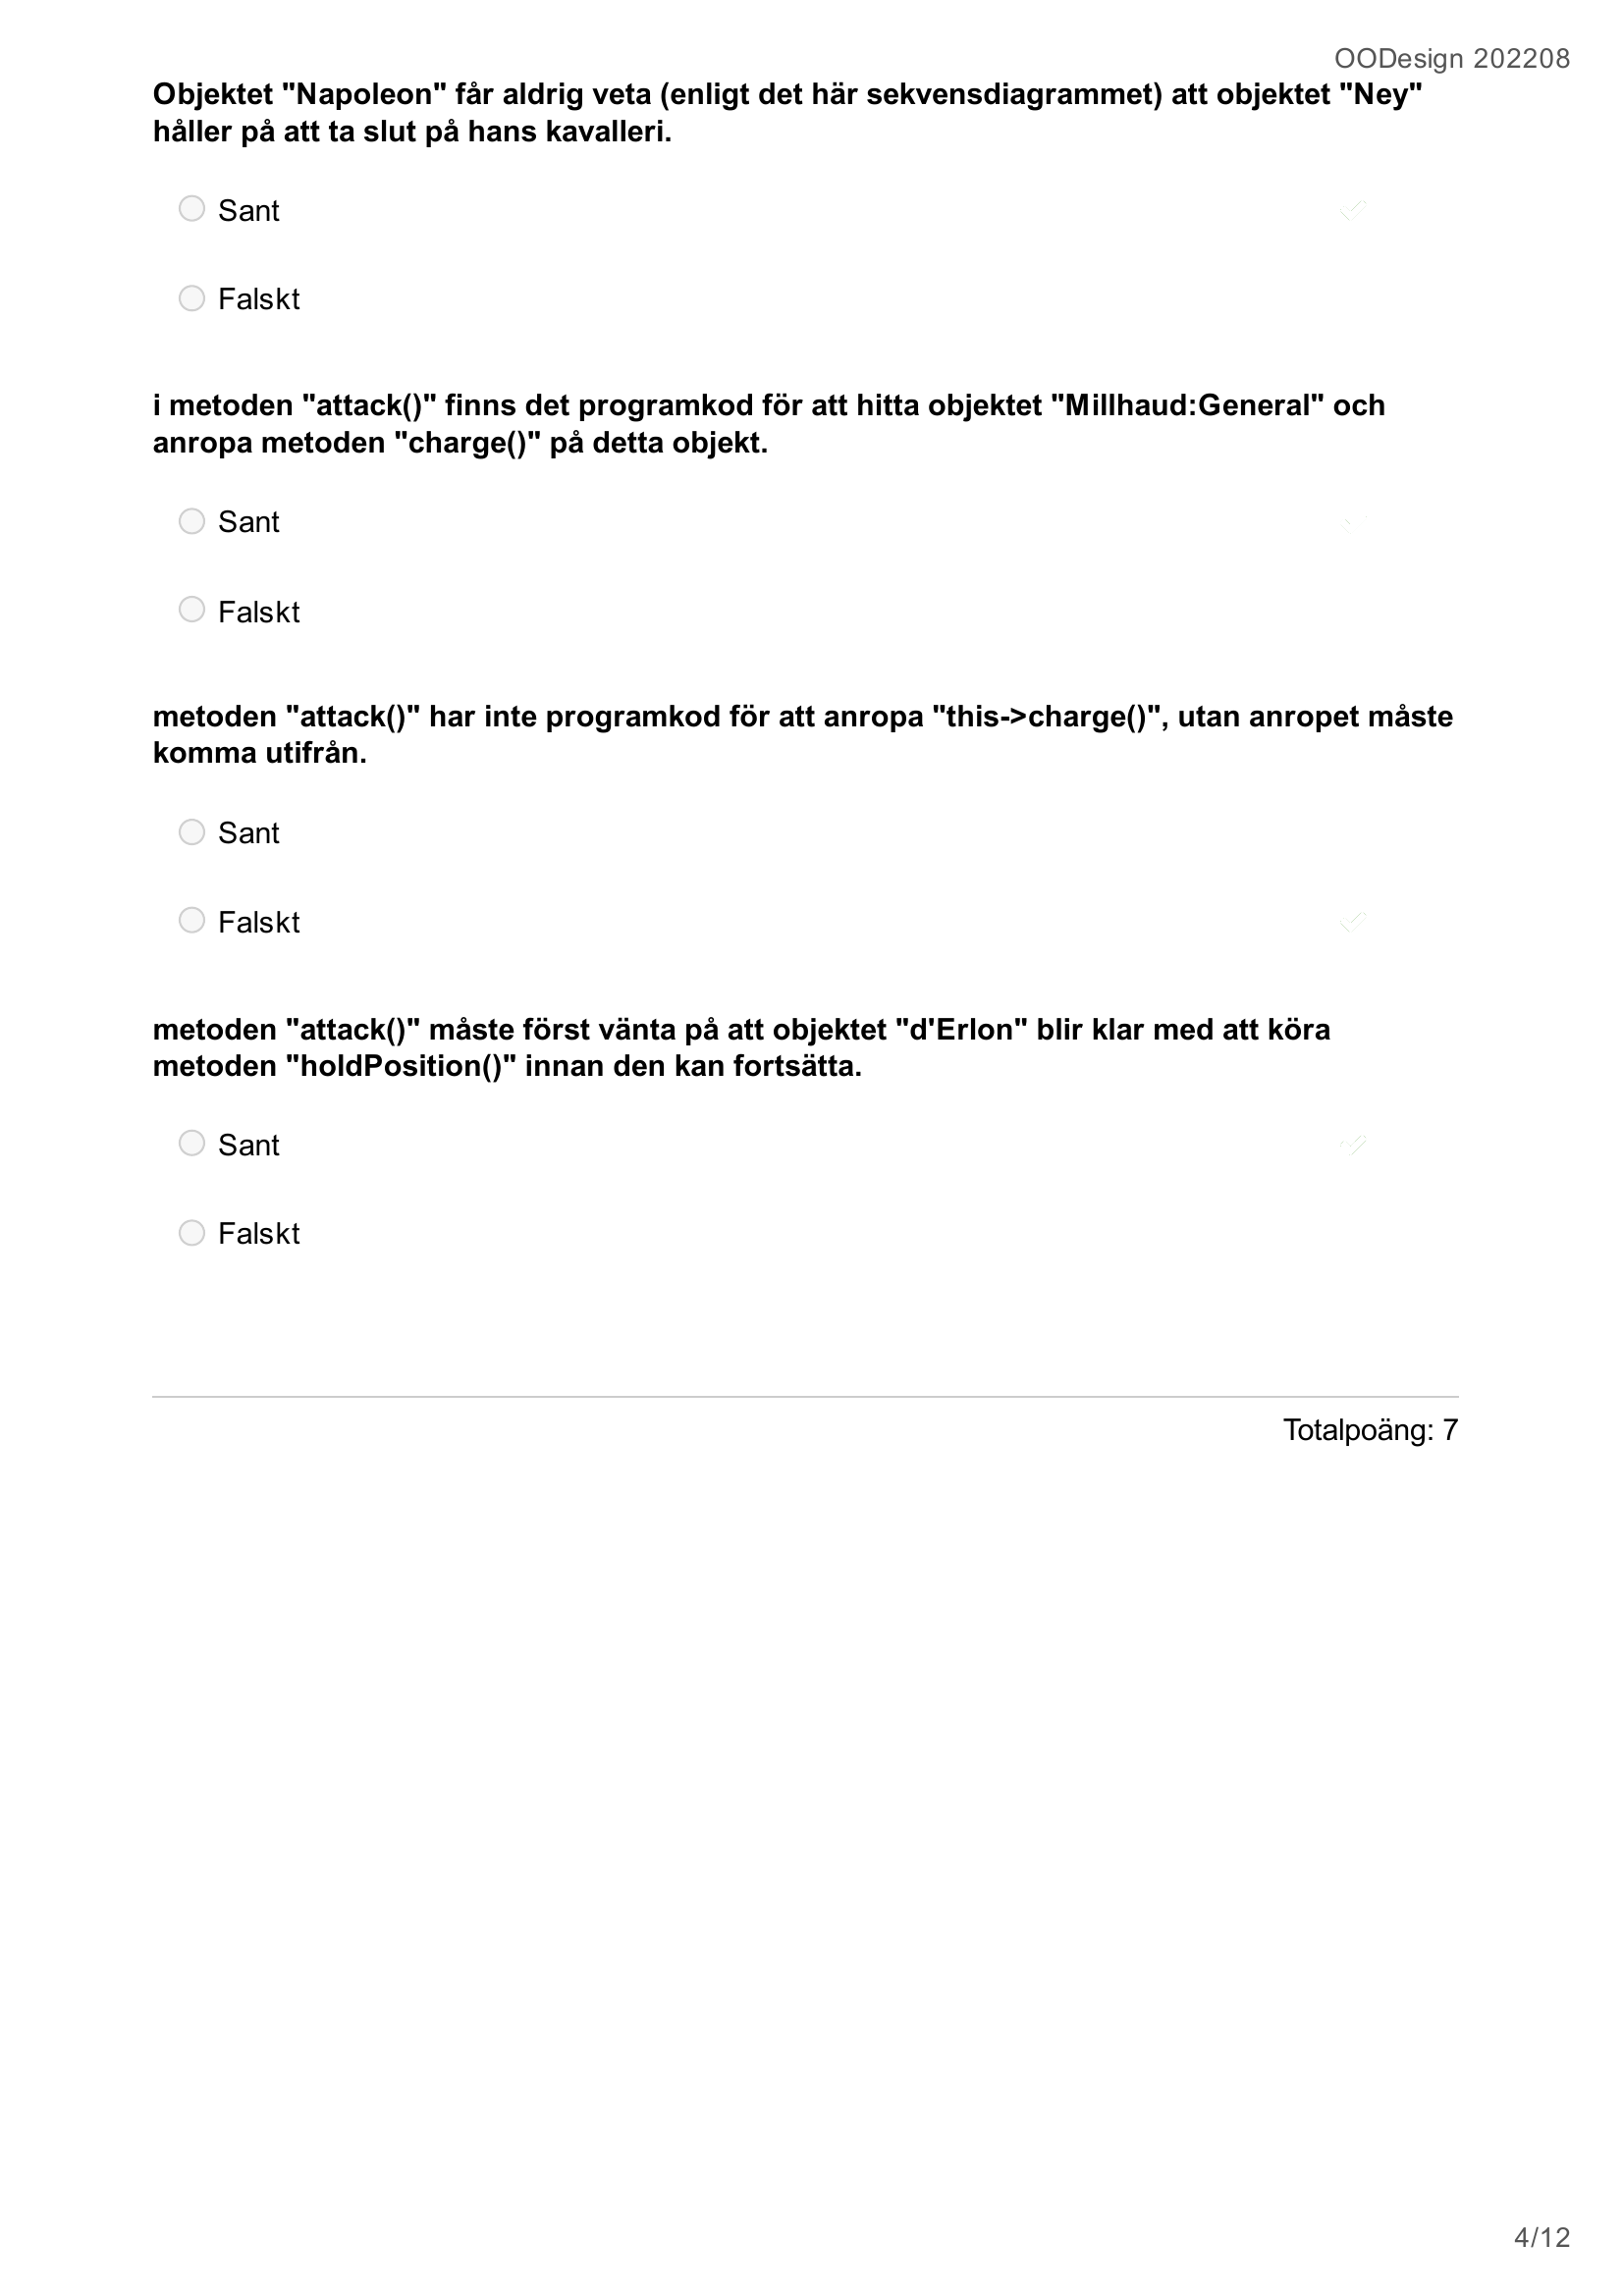 OODesign 202208
Objektet "Napoleon" får aldrig veta (enligt det här sekvensdiagrammet) att objektet "Ney"
håller på att ta slut på hans kavalleri.
Sant
Falskt
i metoden "attack()" finns det programkod för att hitta objektet "Millhaud:General" och
anropa metoden "charge()" på detta objekt.
Sant
Falskt
metoden "attack()" har inte programkod för att anropa "this->charge()", utan anropet måste
komma utifrån.
Sant
Falskt
metoden "attack()" måste först vänta på att objektet "d'Erlon" blir klar med att köra
metoden "holdPosition()" innan den kan fortsätta.
Sant
Falskt
Totalpoäng: 7
4/12